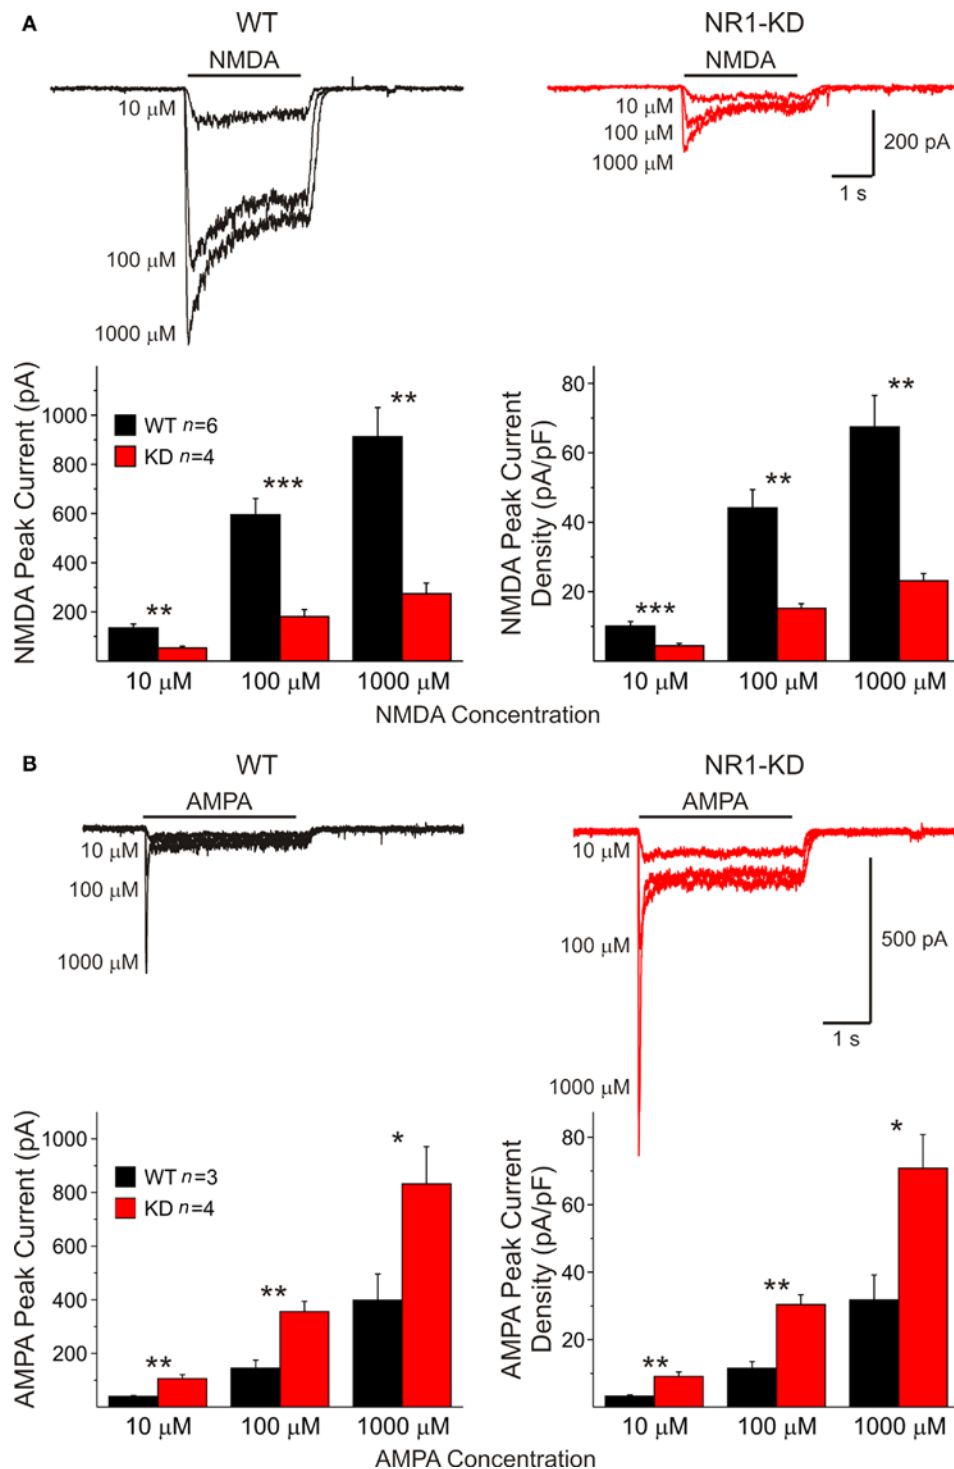 A
WT
NR1-KD
NMDA
NMDA
10 μM
100 μM
1000 μM
10 μM
100 μM
1000 μM
200 pA
1 s
NMDA Peak Current (pA)
1000
800
600
400
200
WT n=6
KD n=4
**
***
**
10 μM
100 μM
1000 μM
NMDA Peak Current
Density (pA/pF)
80
60
40
20
***
**
**
10 μM
100 μM
1000 μM
NMDA Concentration
B
WT
NR1-KD
AMPA
AMPA
10 μM
100 μM
1000 μM
10 μM
100 μM
1000 μM
500 pA
1 s
AMPA Peak Current (pA)
1000
800
600
400
200
WT n=3
KD n=4
**
**
*
10 μM
100 μM
1000 μM
AMPA Peak Current
Density (pA/pF)
80
60
40
20
**
**
*
10 μM
100 μM
1000 μM
AMPA Concentration